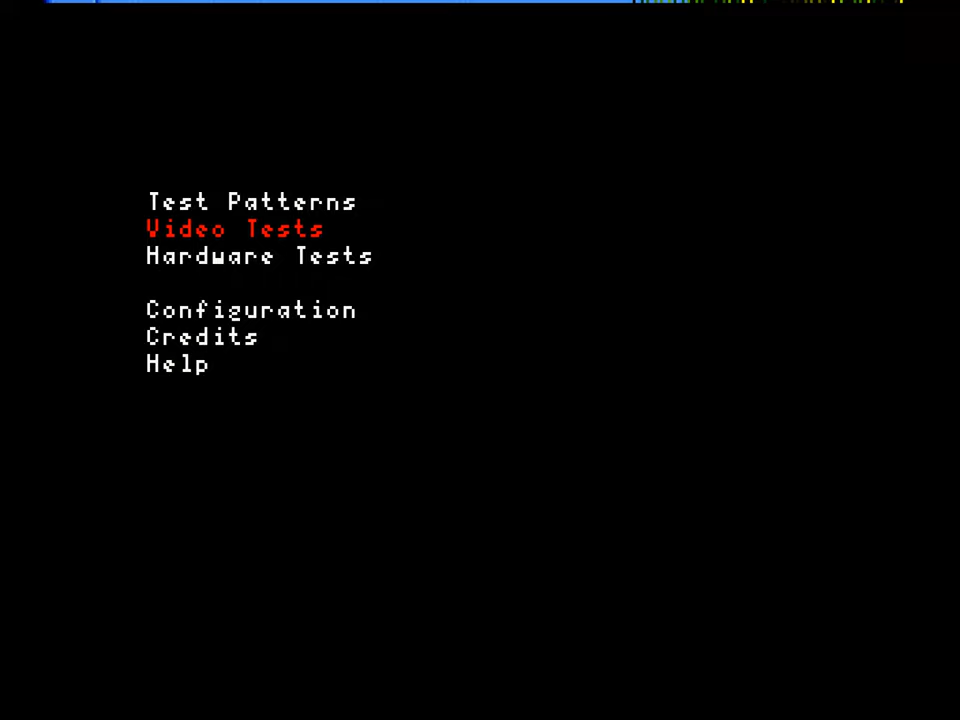 Test Patterns
Video Tests
Hardware Tests
Configuration
Credits
Help